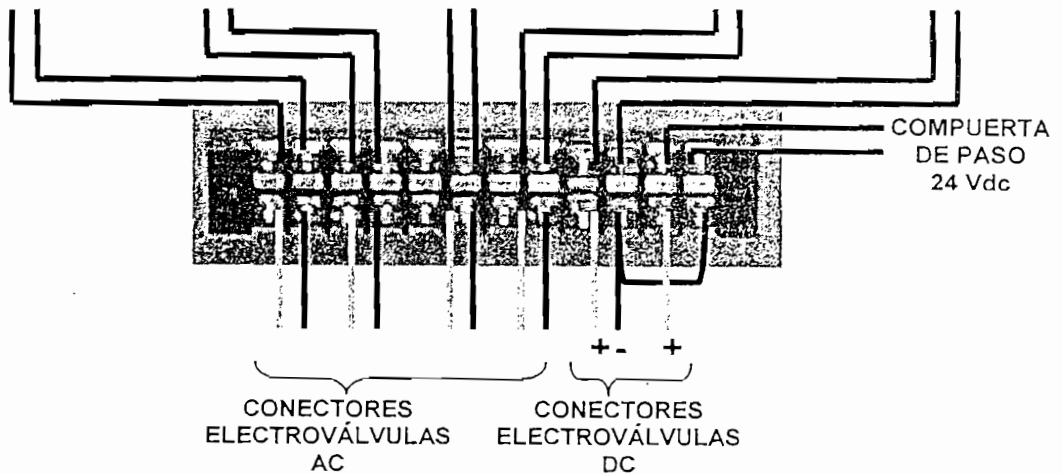 COMPUERTA
DE PASO
24 Vdc
+ - +
CONECTORES
ELECTROVÁLVULAS
AC
CONECTORES
ELECTROVÁLVULAS
DC